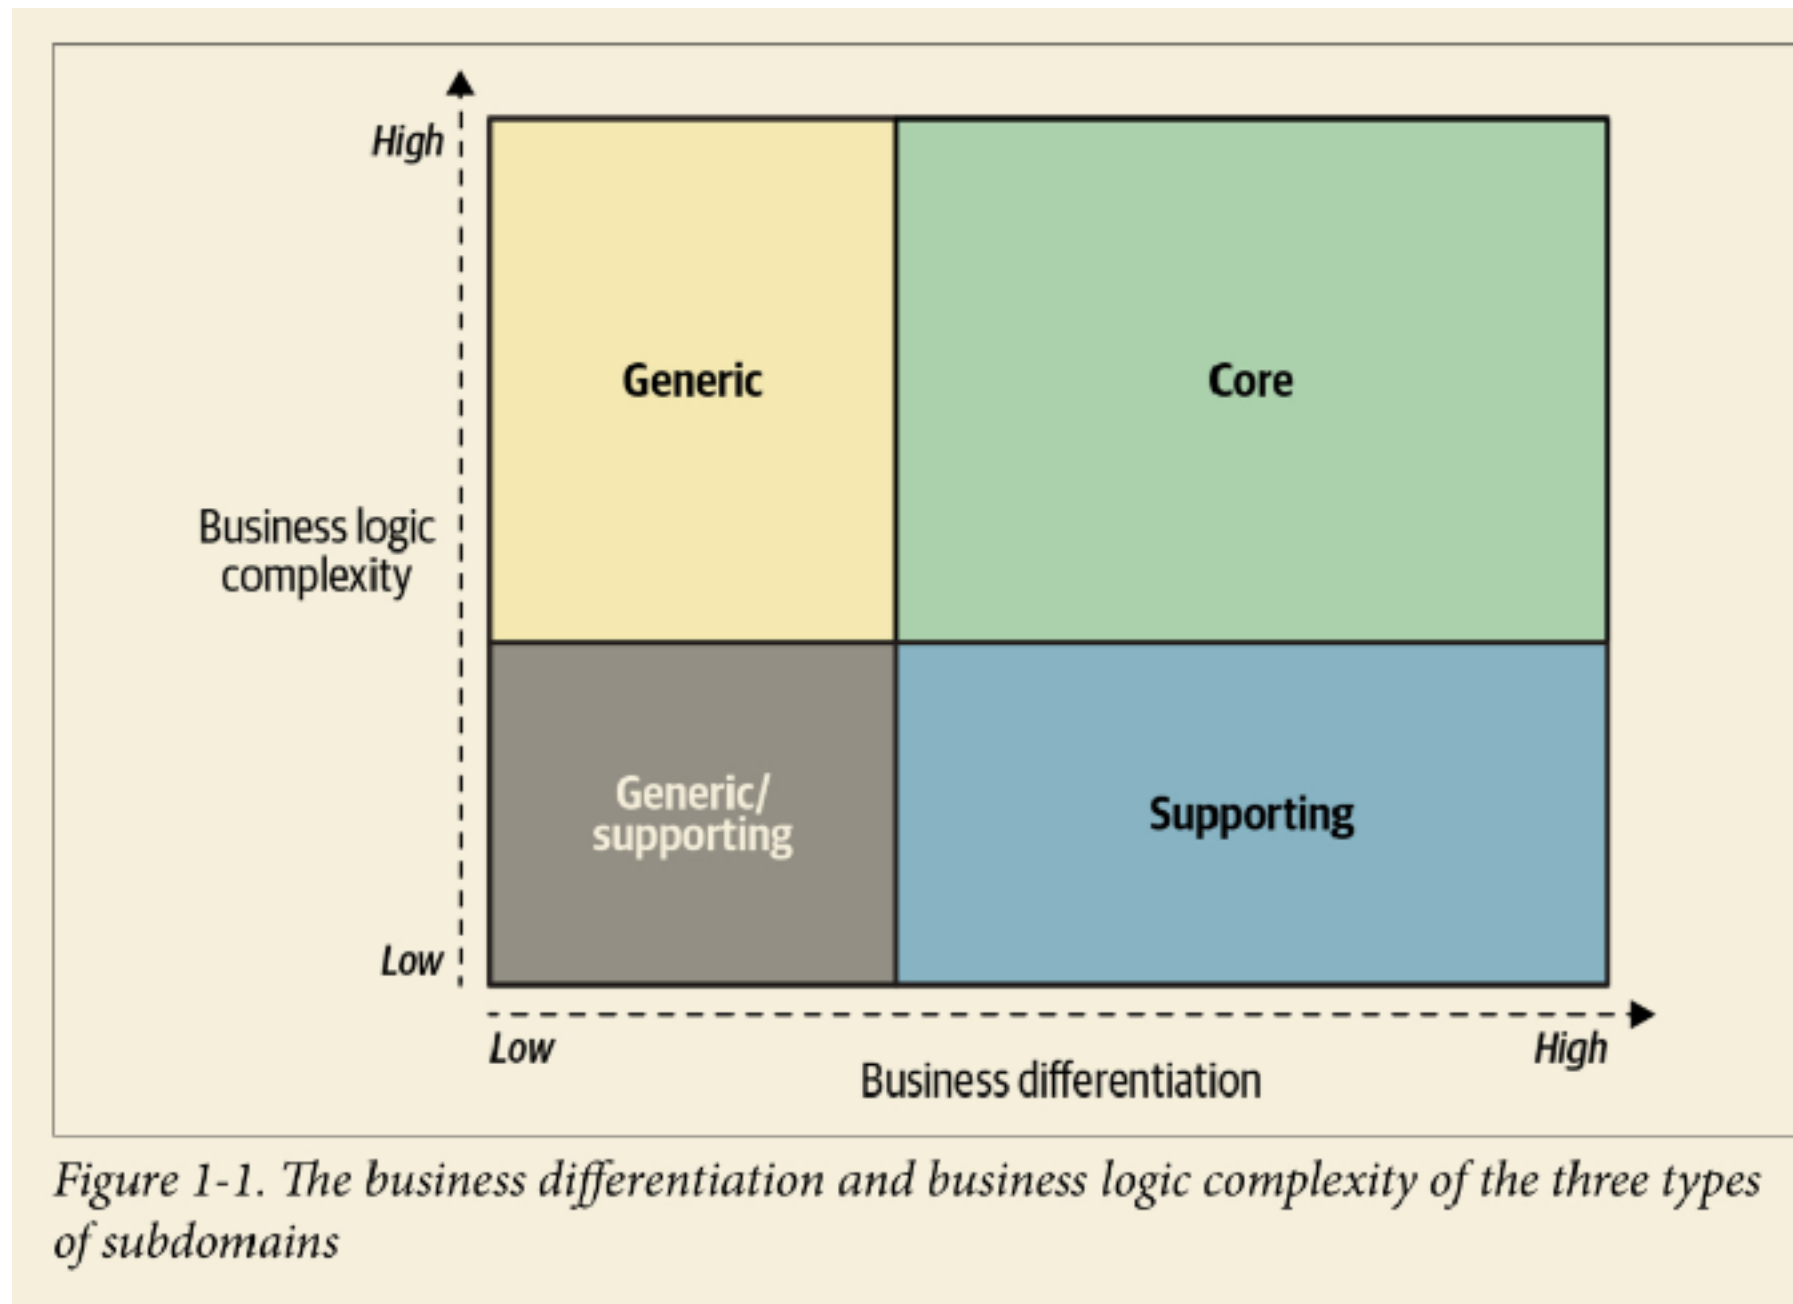 High
Generic
Core
Business logic
complexity
Generic/
supporting
Supporting
Low
Low
High
Business differentiation
Figure 1-1. The business differentiation and business logic complexity of the three types
of subdomains